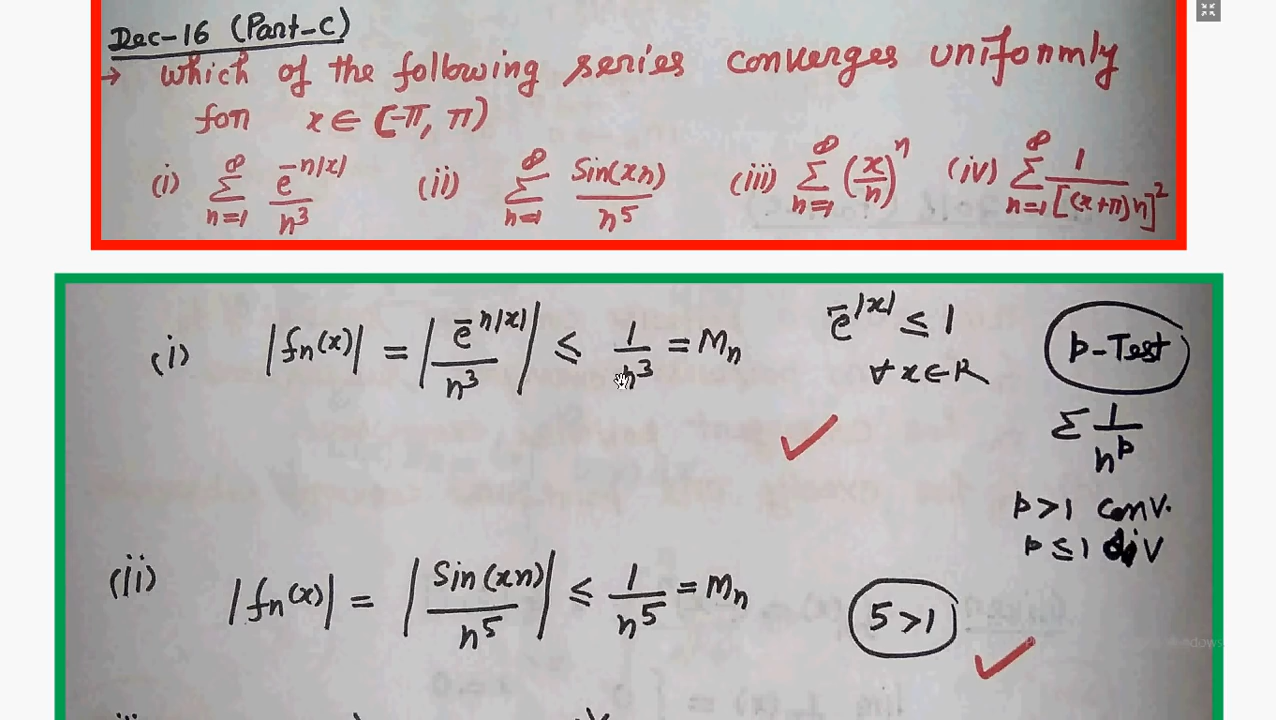 Dec-16 (Part-C)
→ which of the following series converges uniformly
for x ∈ (-π, π)
(i) ∞∑n=1 e^-n|x|/n^3 (ii) ∞∑n=1 Sin(xn)/n^5 (iii) ∞∑n=1 (x/n)^n (iv) ∞∑n=1 1/[(x+π)n]^2
(i) |fn(x)| = |e^-n|x|/n^3| ≤ 1/n^3 = Mn e^-|x| ≤ 1 p-Test
∀ x ∈ R
Σ 1/n^p
p>1 conv.
p≤1 div
(ii) |fn(x)| = |Sin(xn)/n^5| ≤ 1/n^5 = Mn 5>1